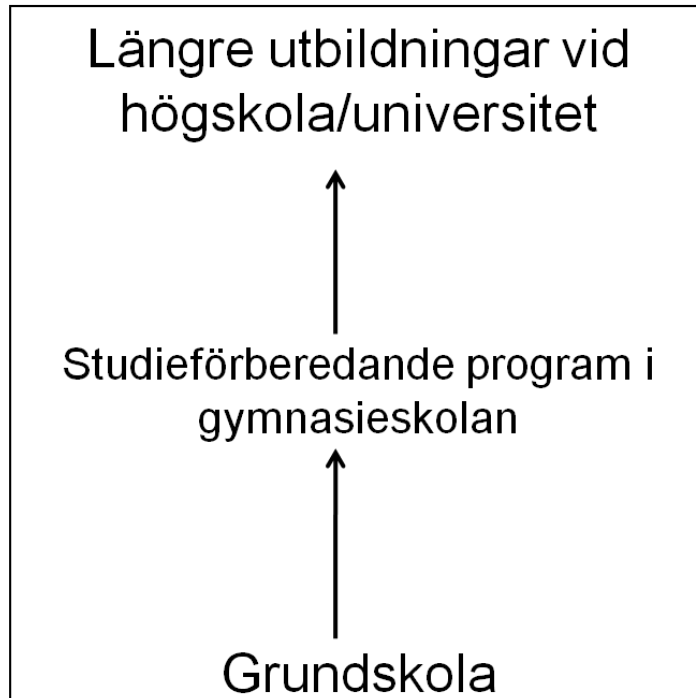 Längre utbildningar vid
högskola/universitet
Studieförberedande program i
gymnasieskolan
Grundskola